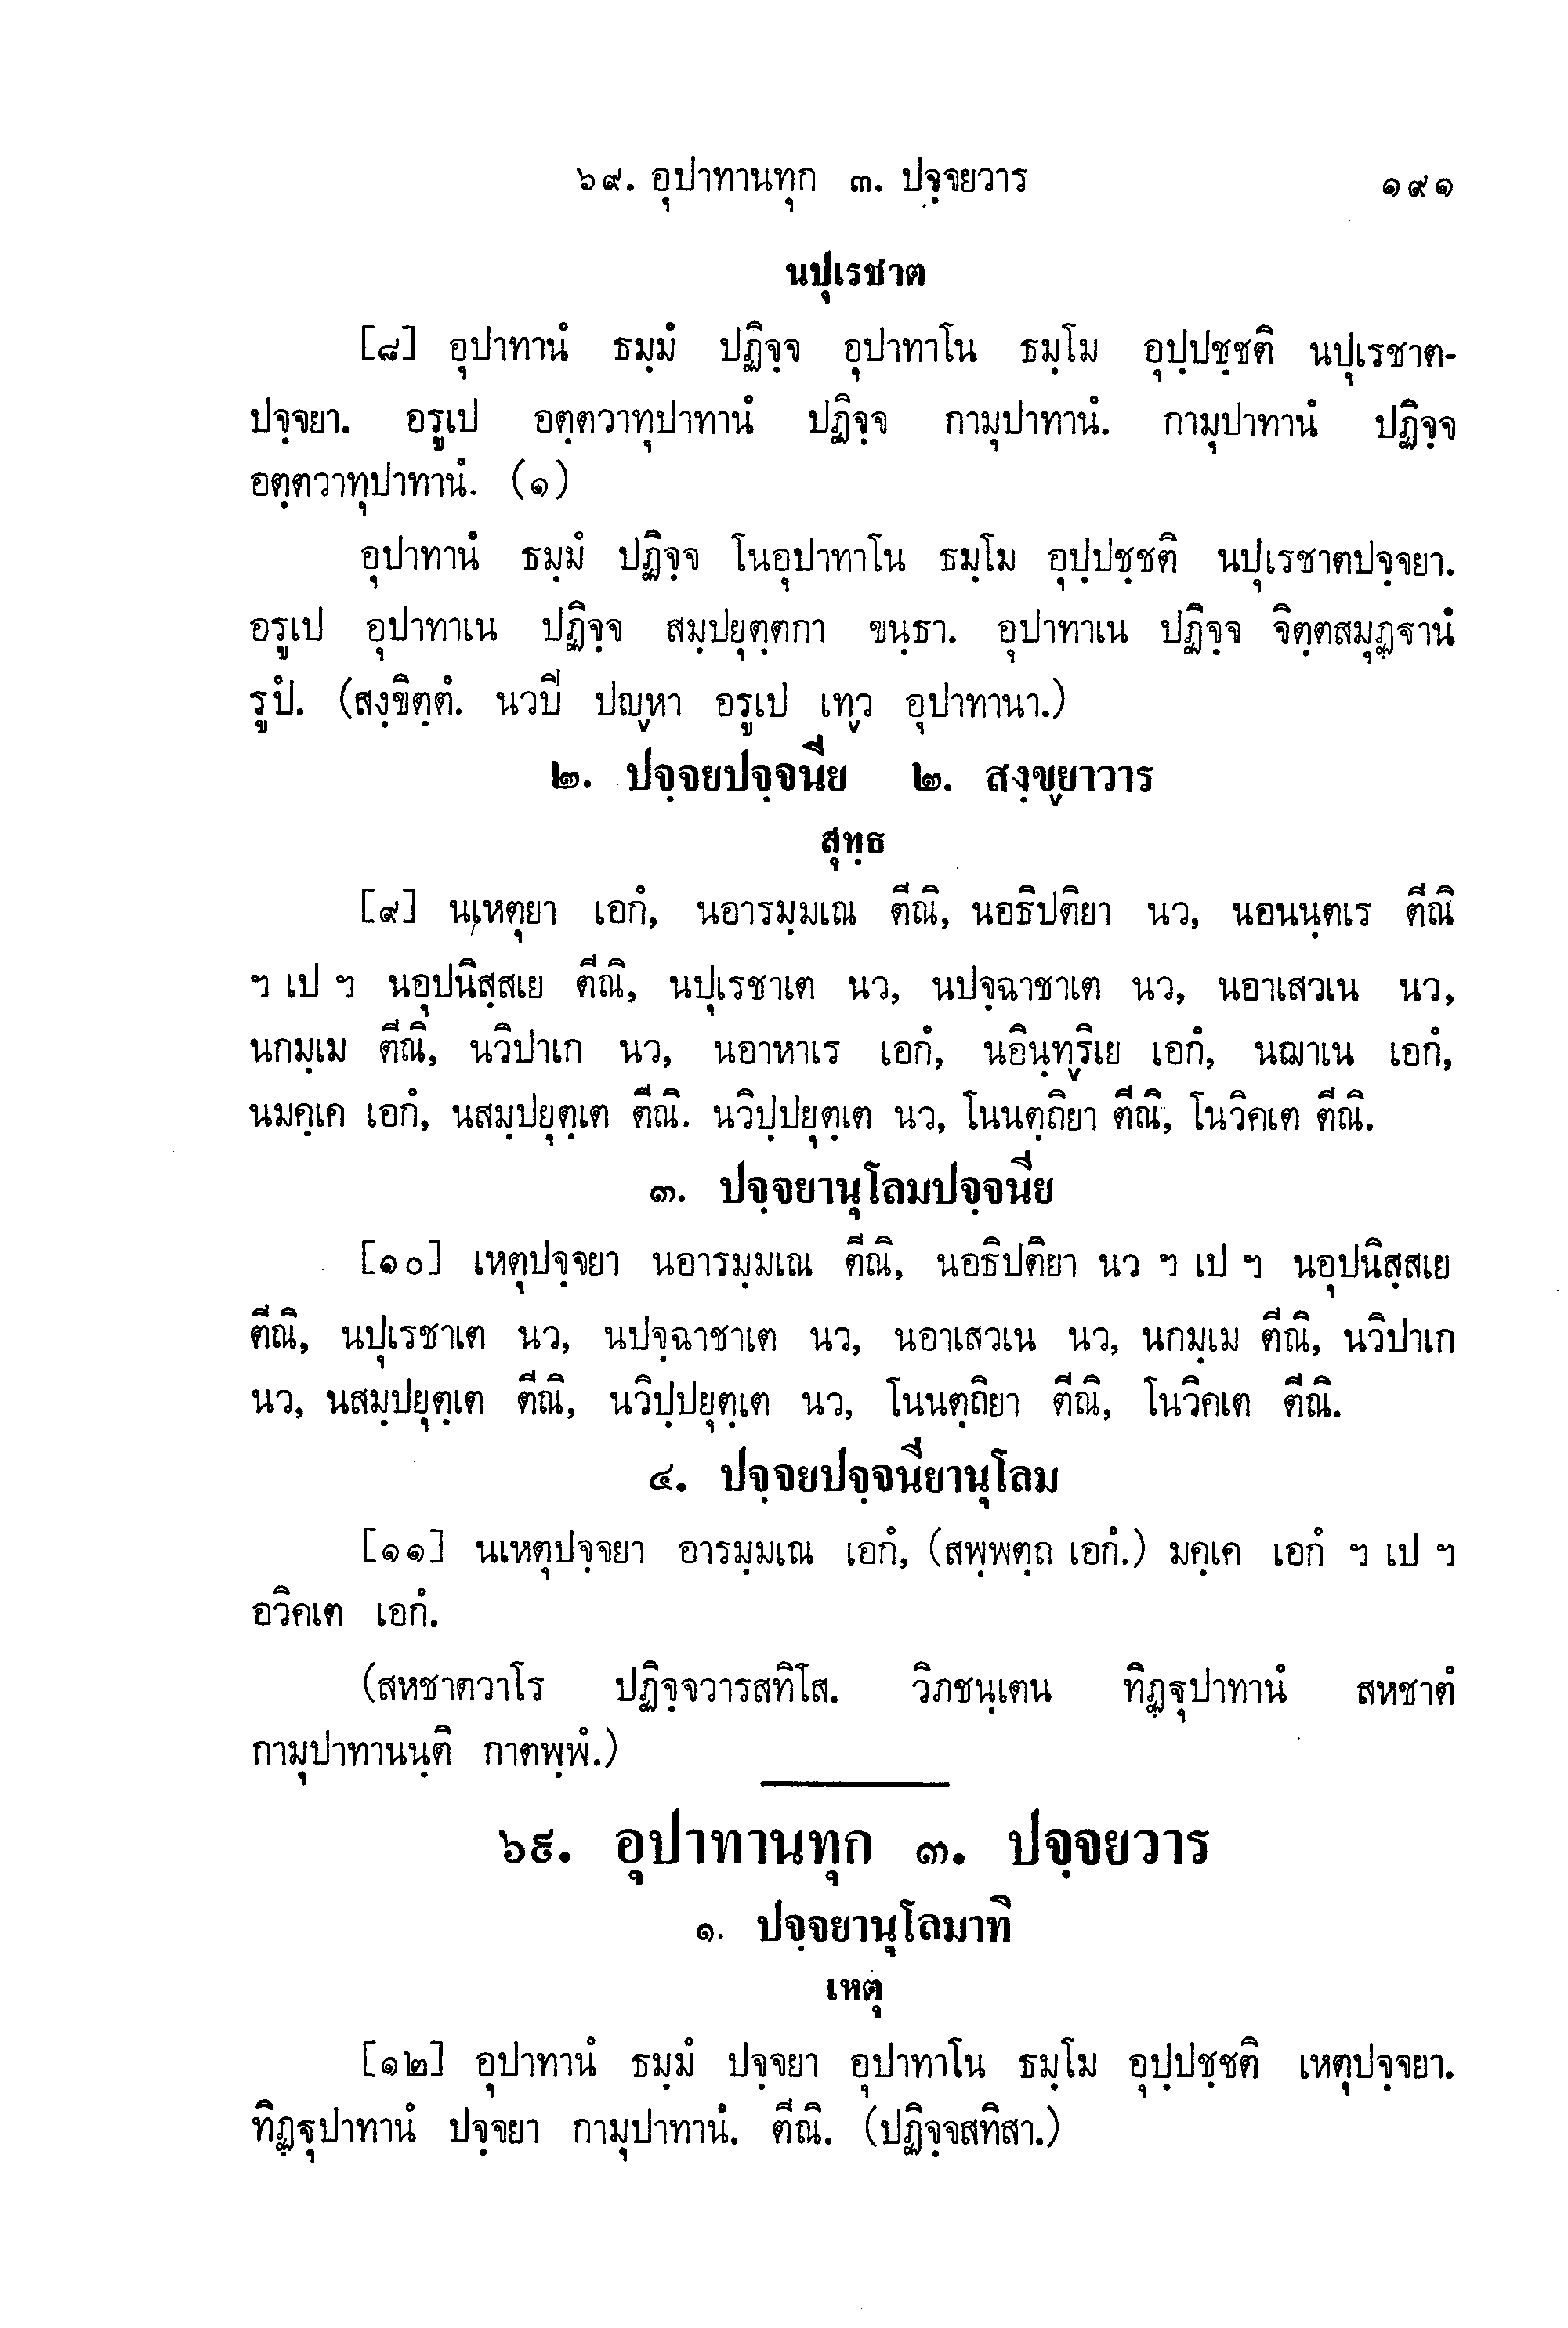 ๖๙. อุปาทานทุก ๓. ปจฺจยวาร ๑๙๑
นปุเรชาต
[๘] อุปาทานํ ธมฺมํ ปฏิจฺจ อุปาทาโน ธมฺโม อุปฺปชฺชติ นปุเรชาต-
ปจฺจยา. อรูเป อตฺตวาทุปาทานํ ปฏิจฺจ กามุปาทานํ. กามุปาทานํ ปฏิจฺจ
อตฺตวาทุปาทานํ. (๑)
อุปาทานํ ธมฺมํ ปฏิจฺจ โนอุปาทาโน ธมฺโม อุปฺปชฺชติ นปุเรชาตปจฺจยา.
อรูเป อุปาทาเน ปฏิจฺจ สมฺปยุตฺตกา ขนฺธา. อุปาทาเน ปฏิจฺจ จิตฺตสมุฏฺฐานํ
รูปํ. (สงฺขิตฺตํ. นวปิ ปญฺหา อรูเป เทฺว อุปาทานา.)
๒. ปจฺจยปจฺจนีย ๒. สงฺขฺยาวาร
สุทฺธ
[๙] นเหตุยา เอกํ, นอารมฺมเณ ตีณิ, นอธิปติยา นว, นอนนฺตเร ตีณิ
ฯ เป ฯ นอุปนิสฺสเย ตีณิ, นปุเรชาเต นว, นปจฺฉาชาเต นว, นอาเสวเน นว,
นกมฺเม ตีณิ, นวิปาเก นว, นอาหาเร เอกํ, นอินฺทฺริเย เอกํ, นฌาเน เอกํ,
นมคฺเค เอกํ, นสมฺปยุตฺเต ตีณิ. นวิปฺปยุตฺเต นว, โนนตฺถิยา ตีณิ, โนวิคเต ตีณิ.
๓. ปจฺจยานุโลมปจฺจนีย
[๑๐] เหตุปจฺจยา นอารมฺมเณ ตีณิ, นอธิปติยา นว ฯ เป ฯ นอุปนิสฺสเย
ตีณิ, นปุเรชาเต นว, นปจฺฉาชาเต นว, นอาเสวเน นว, นกมฺเม ตีณิ, นวิปาเก
นว, นสมฺปยุตฺเต ตีณิ, นวิปฺปยุตฺเต นว, โนนตฺถิยา ตีณิ, โนวิคเต ตีณิ.
๔. ปจฺจยปจฺจนียานุโลม
[๑๑] นเหตุปจฺจยา อารมฺมเณ เอกํ, (สพฺพตฺถ เอกํ.) มคฺเค เอกํ ฯ เป ฯ
อวิคเต เอกํ.
(สหชาตวาโร ปฏิจฺจวารสทิโส. วิภชนฺเตน ทิฏฺฐุปาทานํ สหชาตํ
กามุปาทานนฺติ กาตพฺพํ.)
๖๙. อุปาทานทุก ๓. ปจฺจยวาร
๑. ปจฺจยานุโลมาทิ
เหตุ
[๑๒] อุปาทานํ ธมฺมํ ปจฺจยา อุปาทาโน ธมฺโม อุปฺปชฺชติ เหตุปจฺจยา.
ทิฏฺฐุปาทานํ ปจฺจยา กามุปาทานํ. ตีณิ. (ปฏิจฺจสทิสา.)